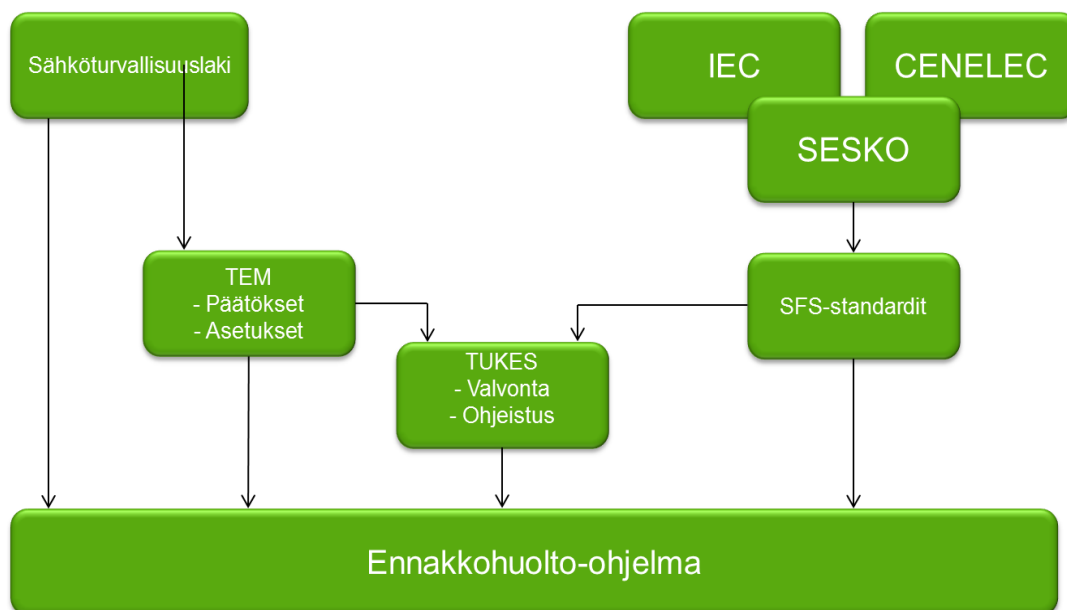 Sähköturvallisuuslaki
IEC
CENELEC
SESKO
TEM
- Päätökset
- Asetukset
SFS-standardit
TUKES
- Valvonta
- Ohjeistus
Ennakkohuolto-ohjelma